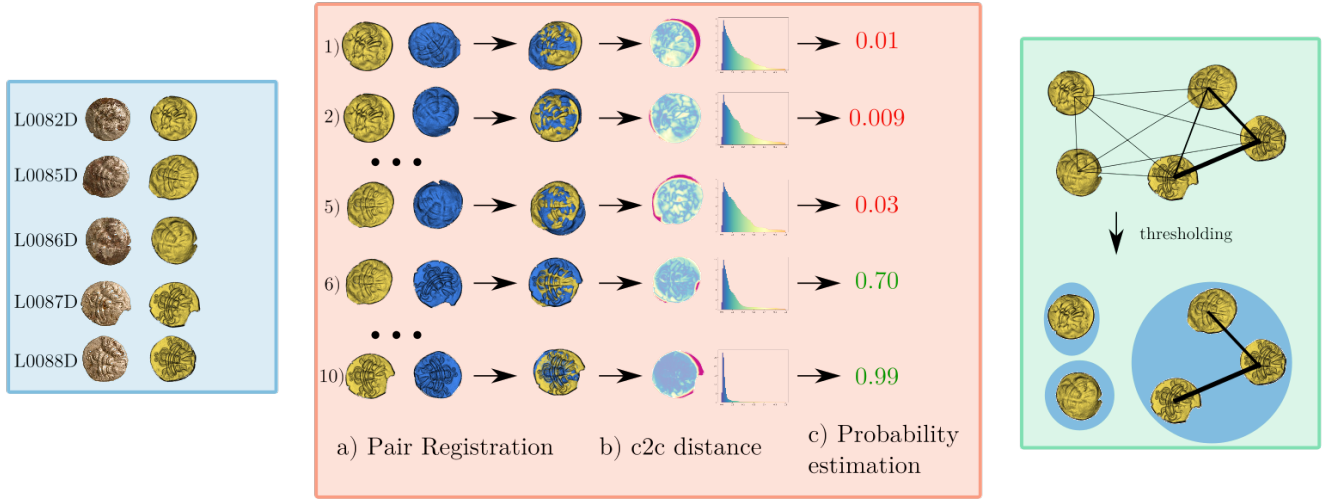 L0082D
L0085D
L0086D
L0087D
L0088D
1)
0.01
2)
0.009
5)
0.03
6)
0.70
10)
0.99
a) Pair Registration
b) c2c distance
c) Probability
estimation
thresholding